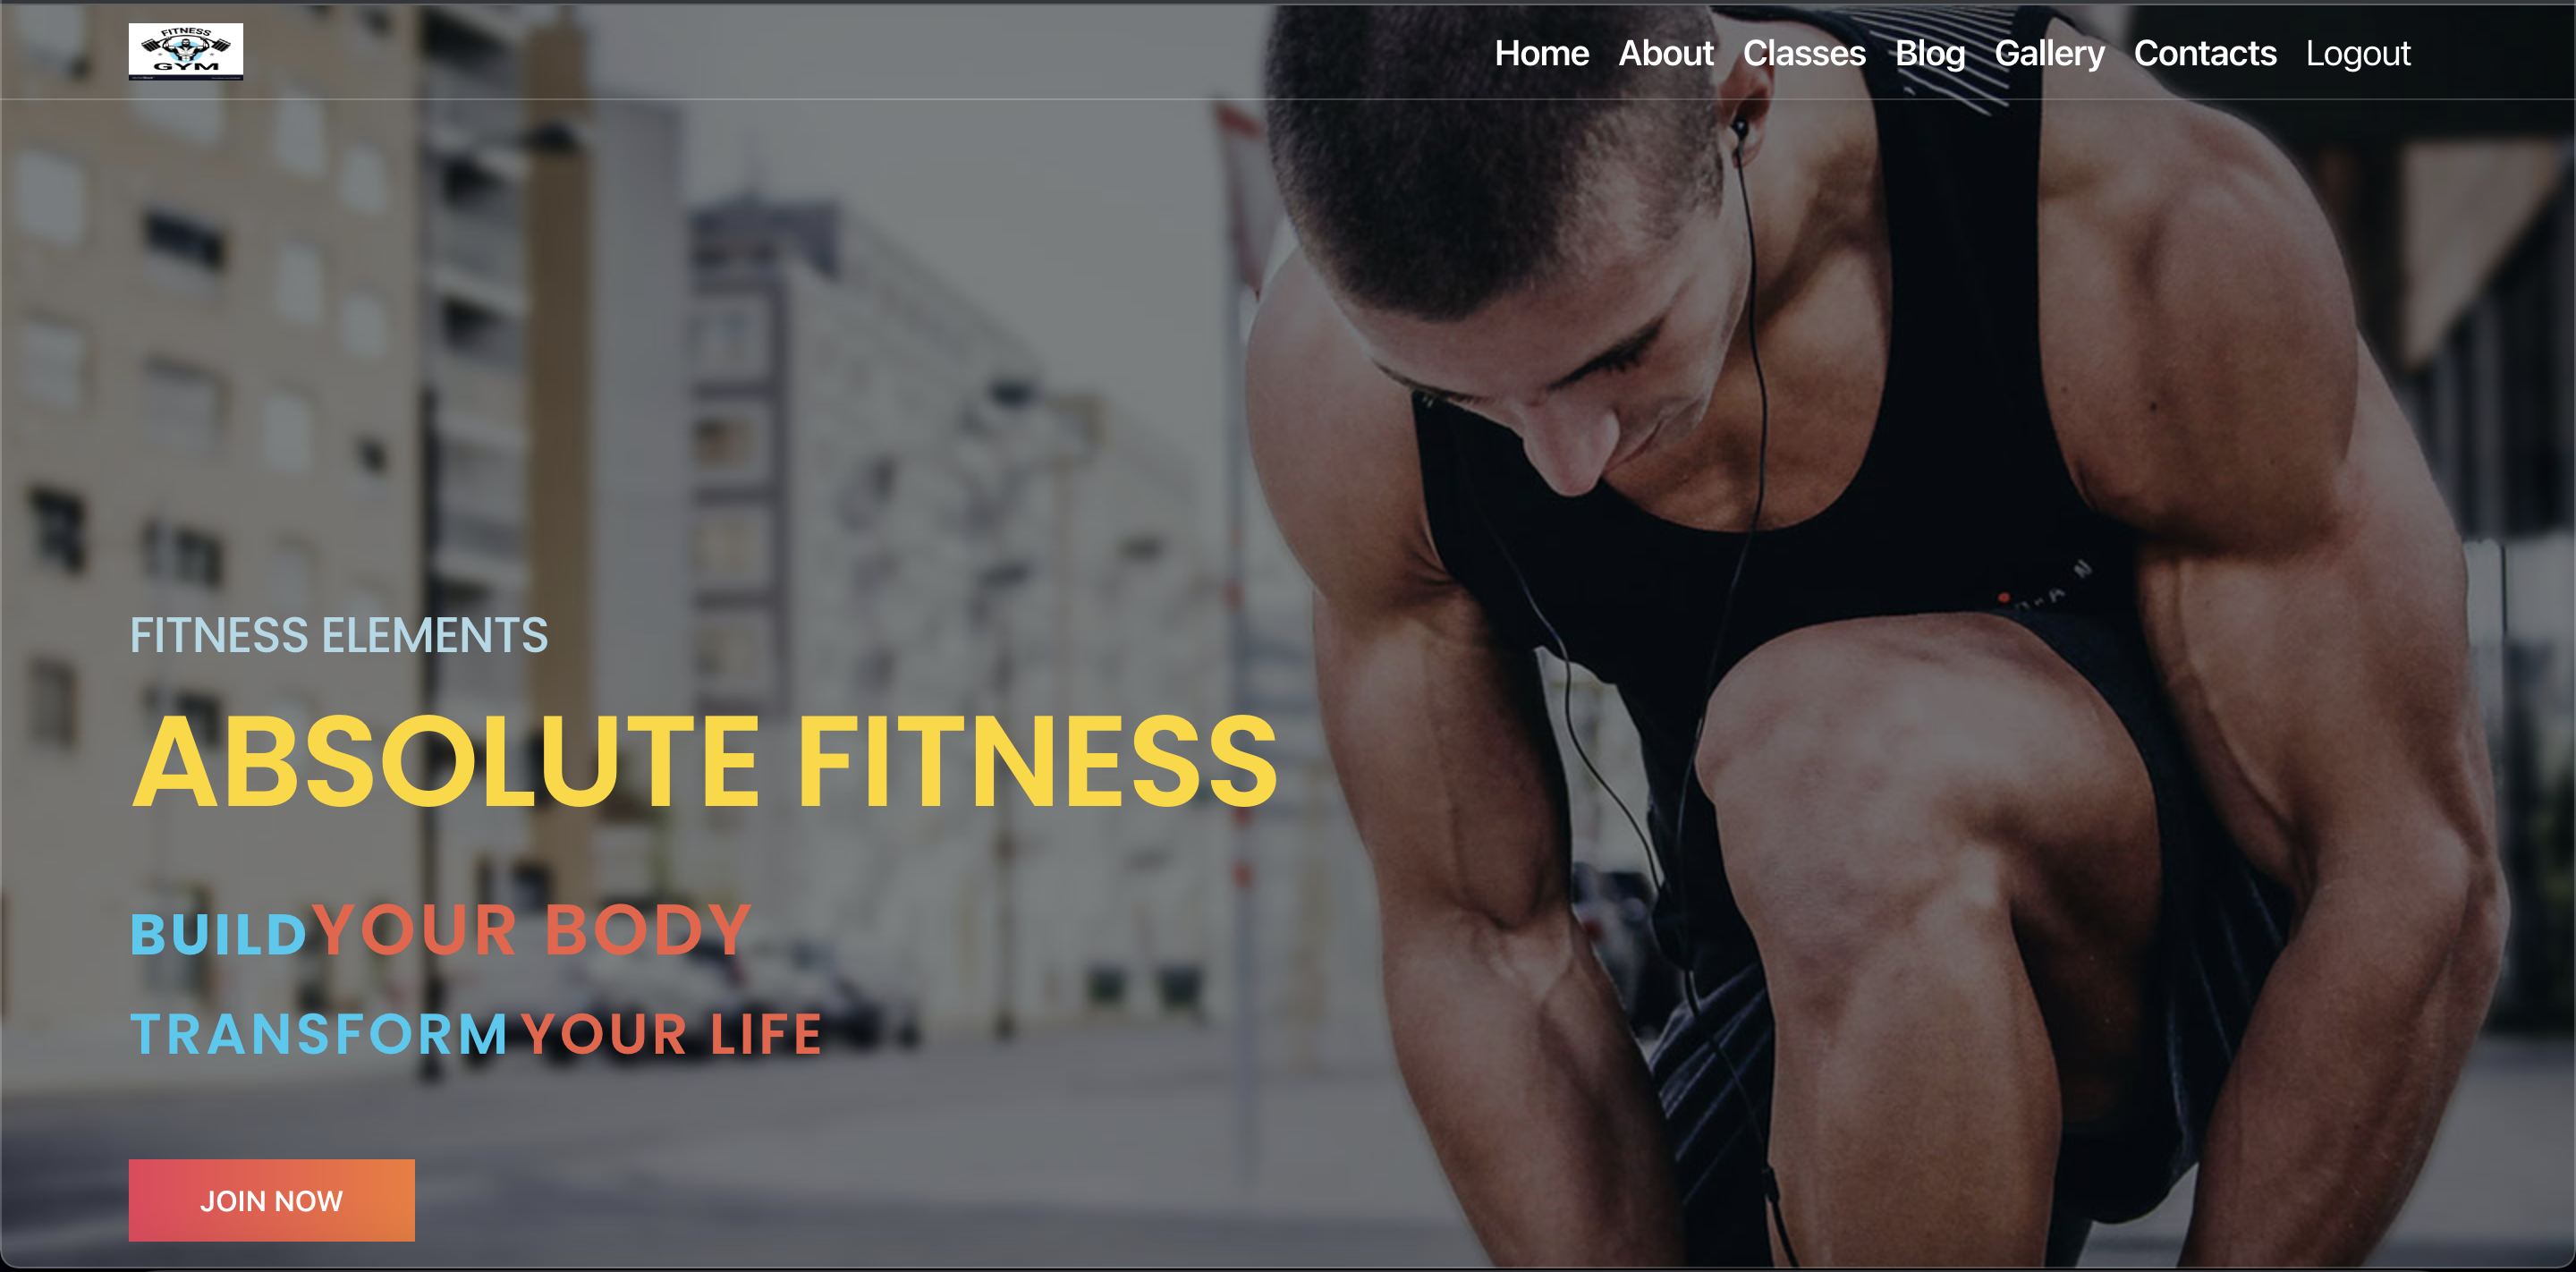 FITNESS
GYM
Home About Classes Blog Gallery Contacts Logout
FITNESS ELEMENTS
ABSOLUTE FITNESS
BUILD YOUR BODY
TRANSFORM YOUR LIFE
JOIN NOW